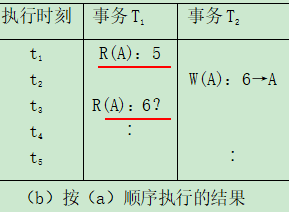 执行时刻 事务T₁ 事务T₂
t₁ R(A): 5
t₂ W(A): 6→A
t₃ R(A): 6?
t₄ ⋮
t₅ ⋮
（b）按（a）顺序执行的结果